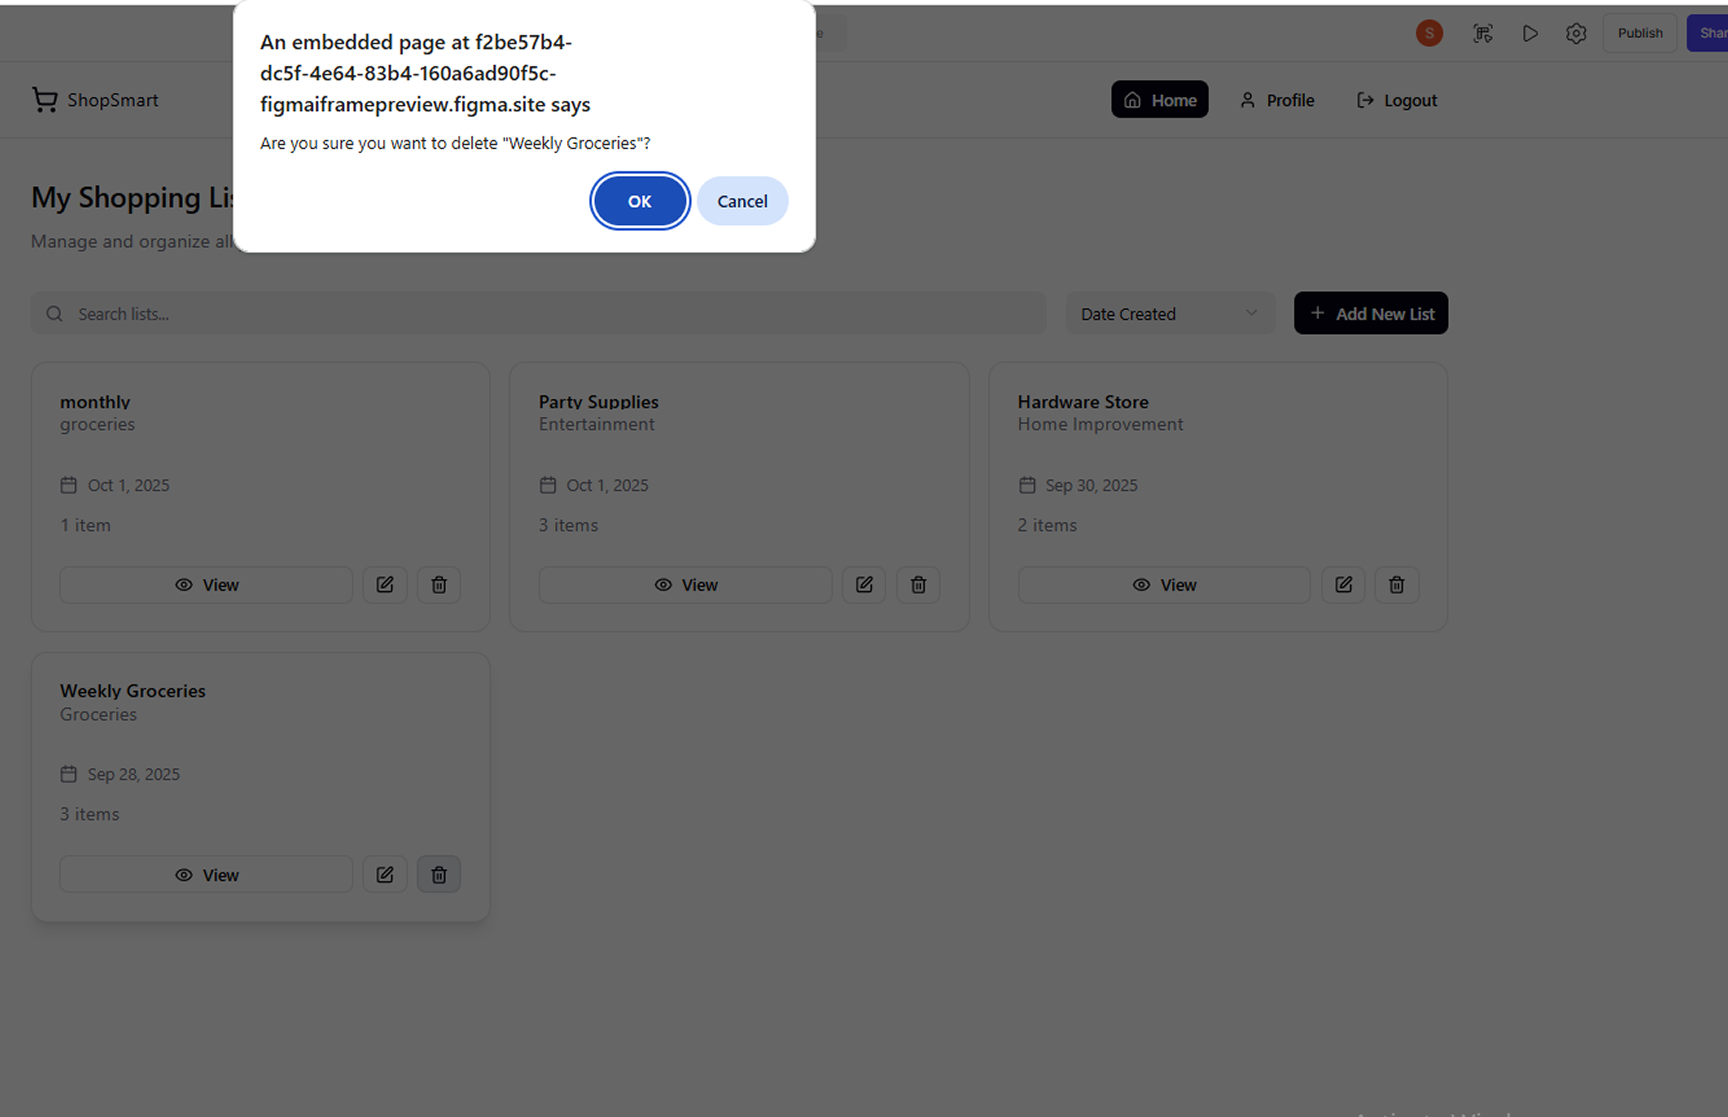 An embedded page at f2be57b4-
dc5f-4e64-83b4-160a6ad90f5c-
figmaiframepreview.figma.site says
Are you sure you want to delete "Weekly Groceries"?
OK
Cancel
S
Publish
Shar
ShopSmart
Home
Profile
Logout
My Shopping Lis
Manage and organize all
Search lists...
Date Created
Add New List
monthly
groceries
Oct 1, 2025
1 item
View
Party Supplies
Entertainment
Oct 1, 2025
3 items
View
Hardware Store
Home Improvement
Sep 30, 2025
2 items
View
Weekly Groceries
Groceries
Sep 28, 2025
3 items
View